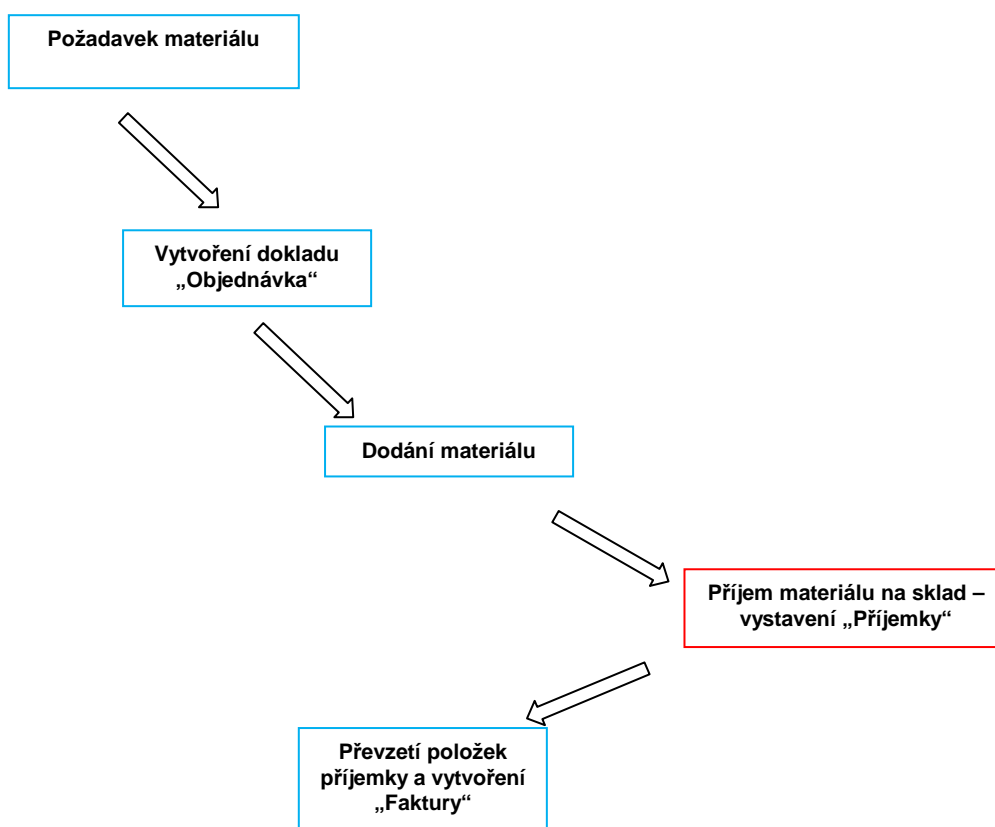 Požadavek materiálu
Vytvoření dokladu
„Objednávka“
Dodání materiálu
Příjem materiálu na sklad –
vystavení „Příjemky“
Převzetí položek
příjemky a vytvoření
„Faktury“